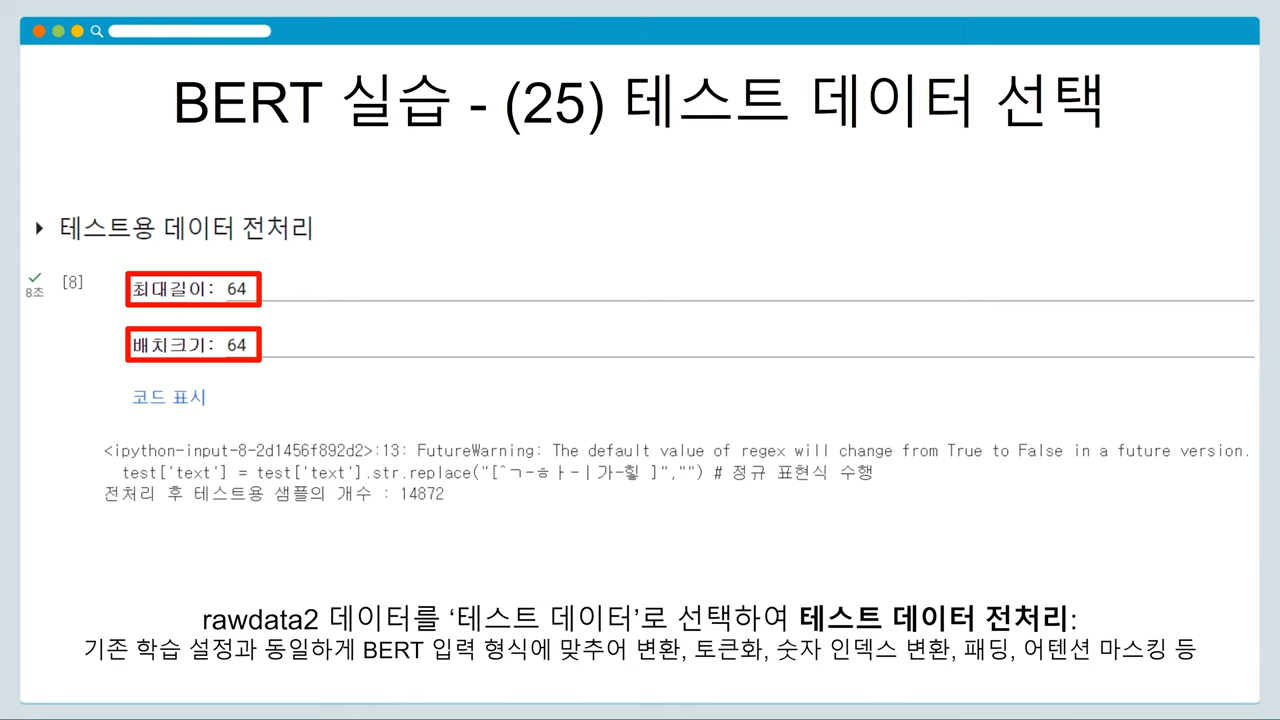 BERT 실습 - (25) 테스트 데이터 선택
테스트용 데이터 전처리
[8]
8초
최대길이: 64
배치크기: 64
코드 표시
<ipython-input-8-2d1456f892d2>:13: FutureWarning: The default value of regex will change from True to False in a future version.
test['text'] = test['text'].str.replace("[^ㄱ-ㅎㅏ-ㅣ가-힣 ]","") # 정규 표현식 수행
전처리 후 테스트용 샘플의 개수 : 14872
rawdata2 데이터를 ‘테스트 데이터’로 선택하여 테스트 데이터 전처리:
기존 학습 설정과 동일하게 BERT 입력 형식에 맞추어 변환, 토큰화, 숫자 인덱스 변환, 패딩, 어텐션 마스킹 등